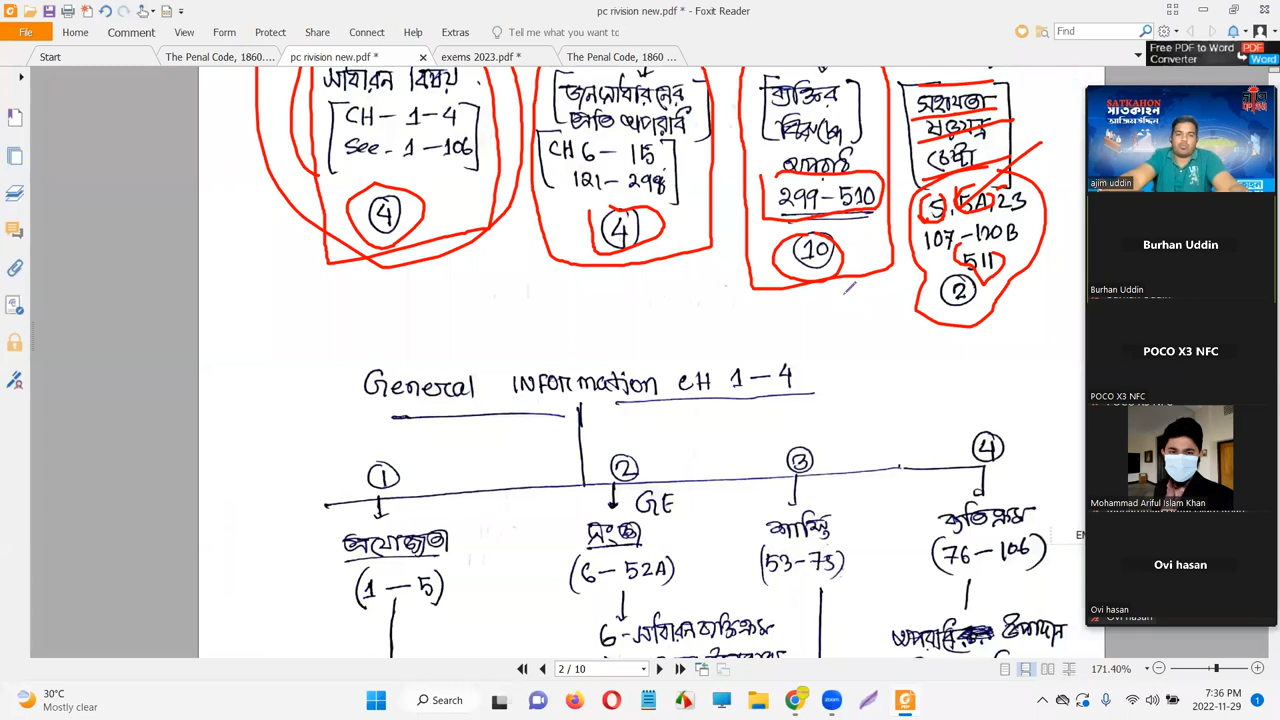 pc rivision new.pdf * - Foxit Reader
File Home Comment View Form Protect Share Connect Help Extras Tell me what you want to Find
Free PDF to Word Converter
PDF Word
Start The Penal Code, 1860.... pc rivision new.pdf * exems 2023.pdf * The Penal Code, 1860 ...
সাধারন বিষয়.
[CH - 1 - 4
Sec - 1 - 106]
4
[জনসাধারনের
প্রতি অপরাধ]
[CH 6 - 15
121 - 298]
4
[ব্যক্তির
বিরুদ্ধে
অপরাধ]
299 - 510
10
সহায়তা
ষড়যন্ত্র
চেষ্টা
5, 5A, 23
107 - 120B
511
2
SATKAHON
সাতকাহন
ajim uddin
Burhan Uddin
Burhan Uddin
POCO X3 NFC
POCO X3 NFC
Mohammad Ariful Islam Khan
Ovi hasan
Ovi hasan
General INFormation CH 1 - 4
1
2
3
4
GE
প্রযোজ্যতা
(1 - 5)
সংজ্ঞা
(6 - 52A)
শাস্তি
(53 - 75)
ব্যতিক্রম
(76 - 106)
6 - সাধারন ব্যতিক্রম
উপাদান
2 / 10
171.40%
30°C
Mostly clear
Search
7:36 PM
2022-11-29